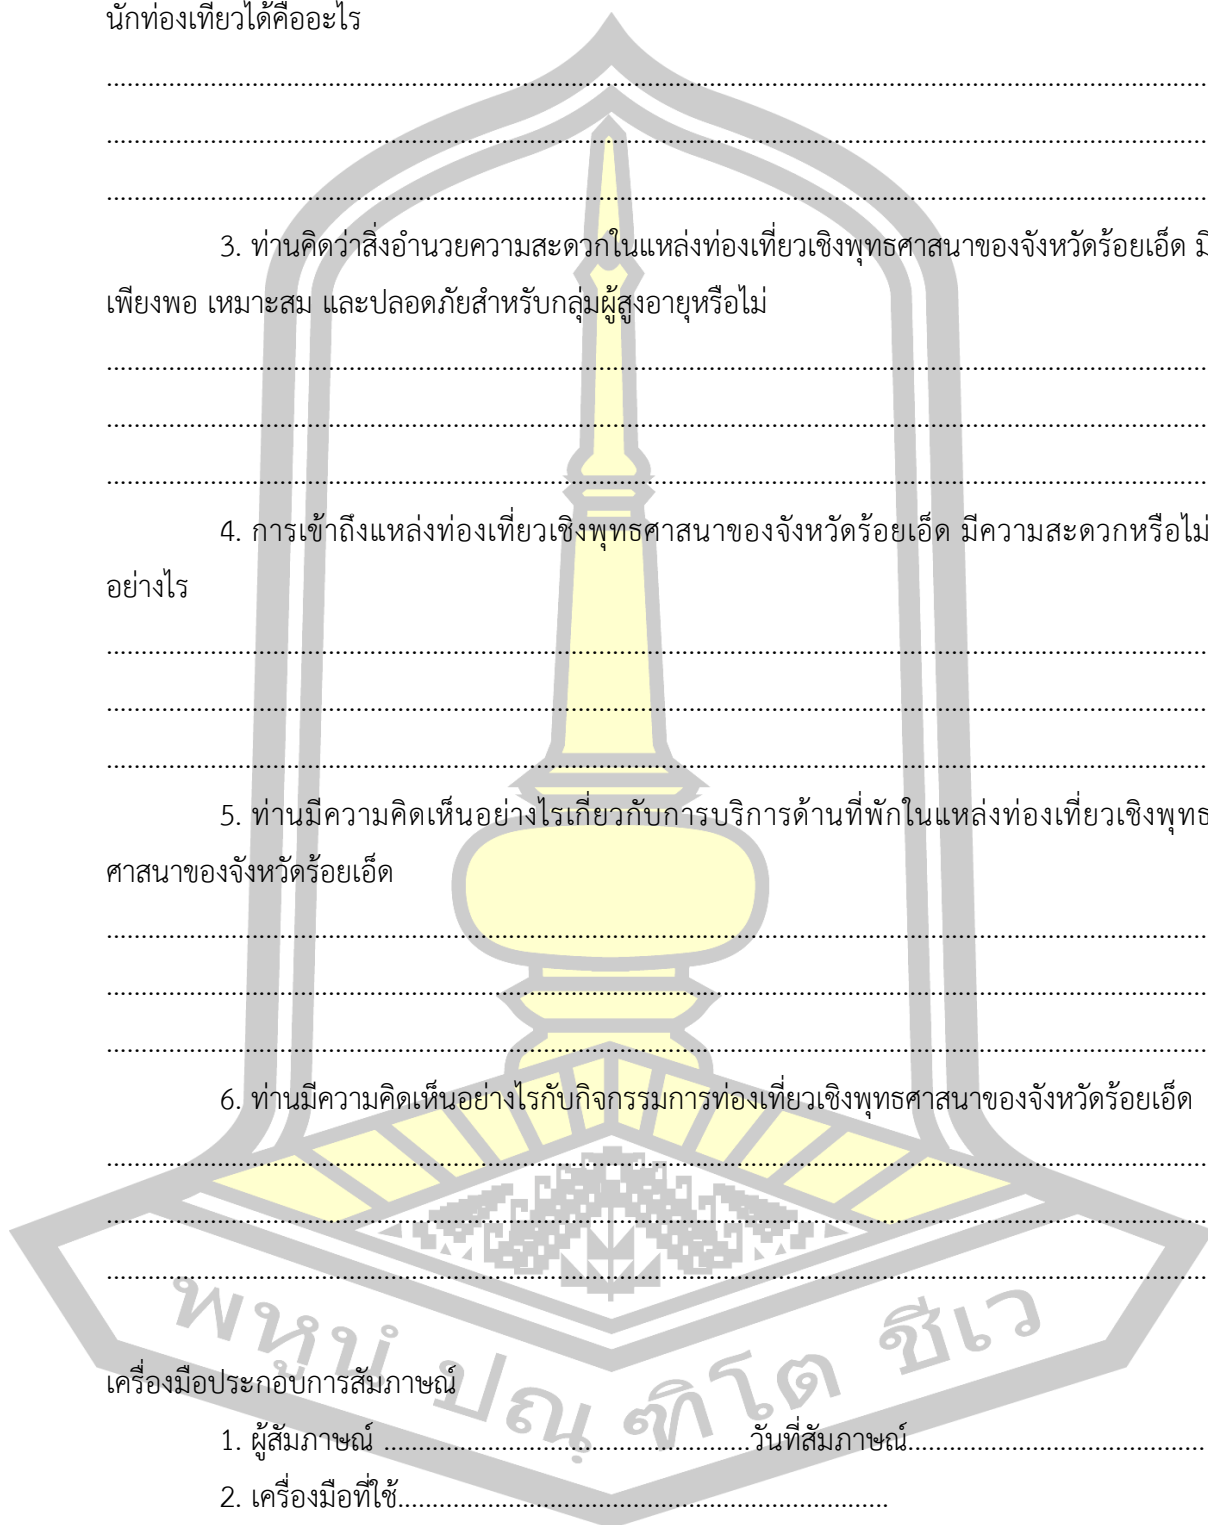 นักท่องเที่ยวได้คืออะไร
................................................................................
................................................................................
................................................................................
3. ท่านคิดว่าสิ่งอำนวยความสะดวกในแหล่งท่องเที่ยวเชิงพุทธศาสนาของจังหวัดร้อยเอ็ด มี
เพียงพอ เหมาะสม และปลอดภัยสำหรับกลุ่มผู้สูงอายุหรือไม่
................................................................................
................................................................................
................................................................................
4. การเข้าถึงแหล่งท่องเที่ยวเชิงพุทธศาสนาของจังหวัดร้อยเอ็ด มีความสะดวกหรือไม่
อย่างไร
................................................................................
................................................................................
................................................................................
5. ท่านมีความคิดเห็นอย่างไรเกี่ยวกับการบริการด้านที่พักในแหล่งท่องเที่ยวเชิงพุทธ
ศาสนาของจังหวัดร้อยเอ็ด
................................................................................
................................................................................
................................................................................
6. ท่านมีความคิดเห็นอย่างไรกับกิจกรรมการท่องเที่ยวเชิงพุทธศาสนาของจังหวัดร้อยเอ็ด
................................................................................
................................................................................
................................................................................
พหูนํ ปณฺฑิโต ชีเว
เครื่องมือประกอบการสัมภาษณ์
1. ผู้สัมภาษณ์ .....................................................วันที่สัมภาษณ์...........................................
2. เครื่องมือที่ใช้.......................................................................